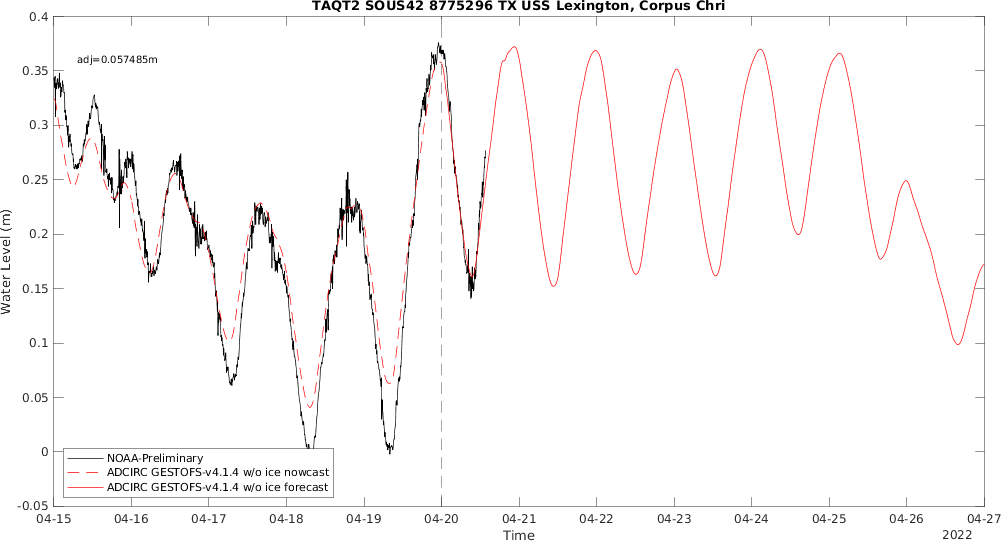 TAQT2 SOUS42 8775296 TX USS Lexington, Corpus Chri
adj=0.057485m
0.4
0.35
0.3
0.25
0.2
0.15
0.1
0.05
0
-0.05
Water Level (m)
NOAA-Preliminary
ADCIRC GESTOFS-v4.1.4 w/o ice nowcast
ADCIRC GESTOFS-v4.1.4 w/o ice forecast
04-15 04-16 04-17 04-18 04-19 04-20 04-21 04-22 04-23 04-24 04-25 04-26 04-27
Time
2022